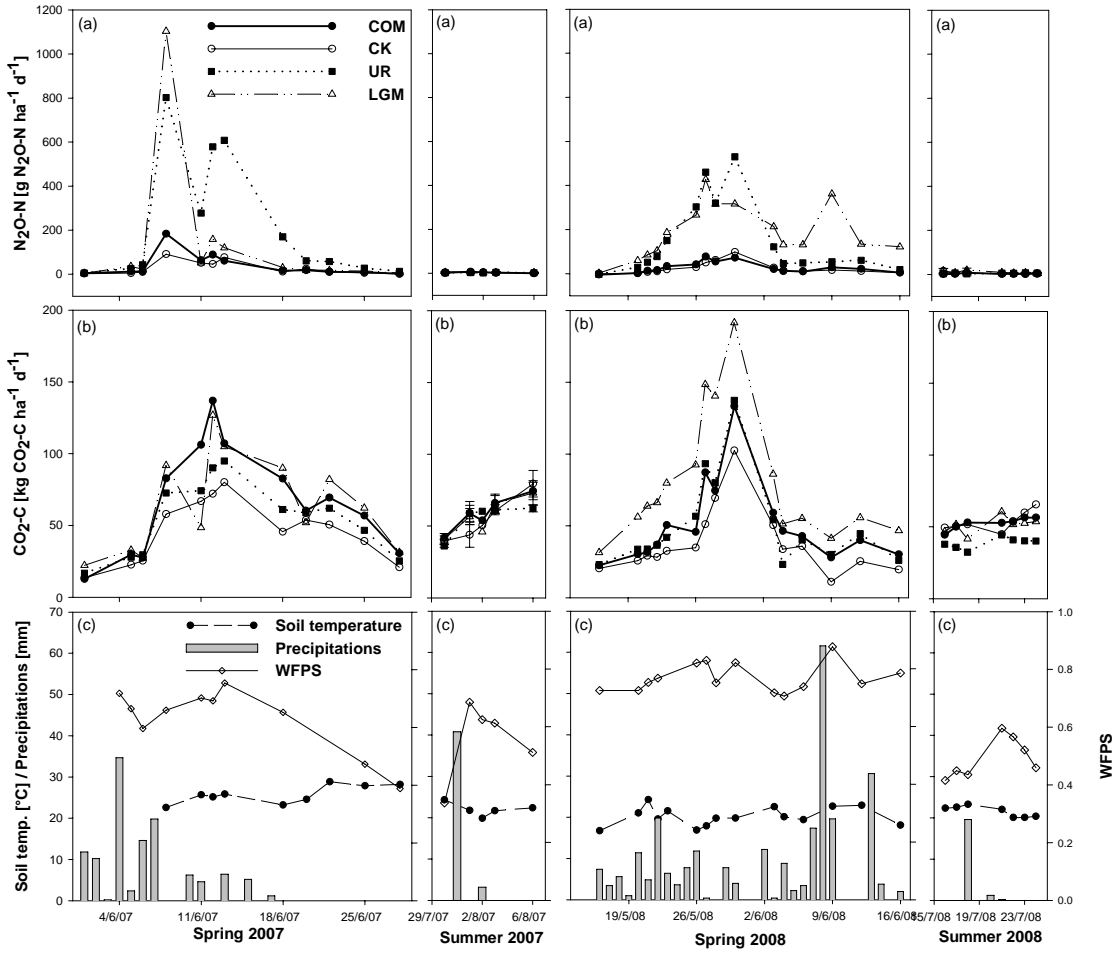 (a)
COM
CK
UR
LGM
(a)
(a)
(a)
1200
1000
800
600
400
200
0
N2O-N [g N2O-N ha-1 d-1]
(b)
(b)
(b)
(b)
200
150
100
50
0
CO2-C [kg CO2-C ha-1 d-1]
(c)
Soil temperature
Precipitations
WFPS
(c)
(c)
(c)
70
60
50
40
30
20
10
0
Soil temp. [°C] / Precipitations [mm]
1.0
0.8
0.6
0.4
0.2
0.0
WFPS
4/6/07 11/6/07 18/6/07 25/6/07
29/7/07 2/8/07 6/8/07
19/5/08 26/5/08 2/6/08 9/6/08 16/6/08
15/7/08 19/7/08 23/7/08
Spring 2007
Summer 2007
Spring 2008
Summer 2008